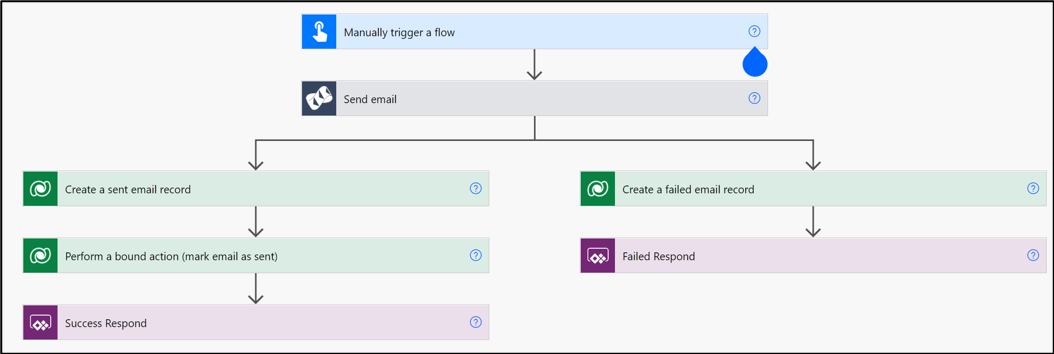 Manually trigger a flow
?
Send email
?
Create a sent email record
?
Create a failed email record
?
Perform a bound action (mark email as sent)
?
Failed Respond
?
Success Respond
?